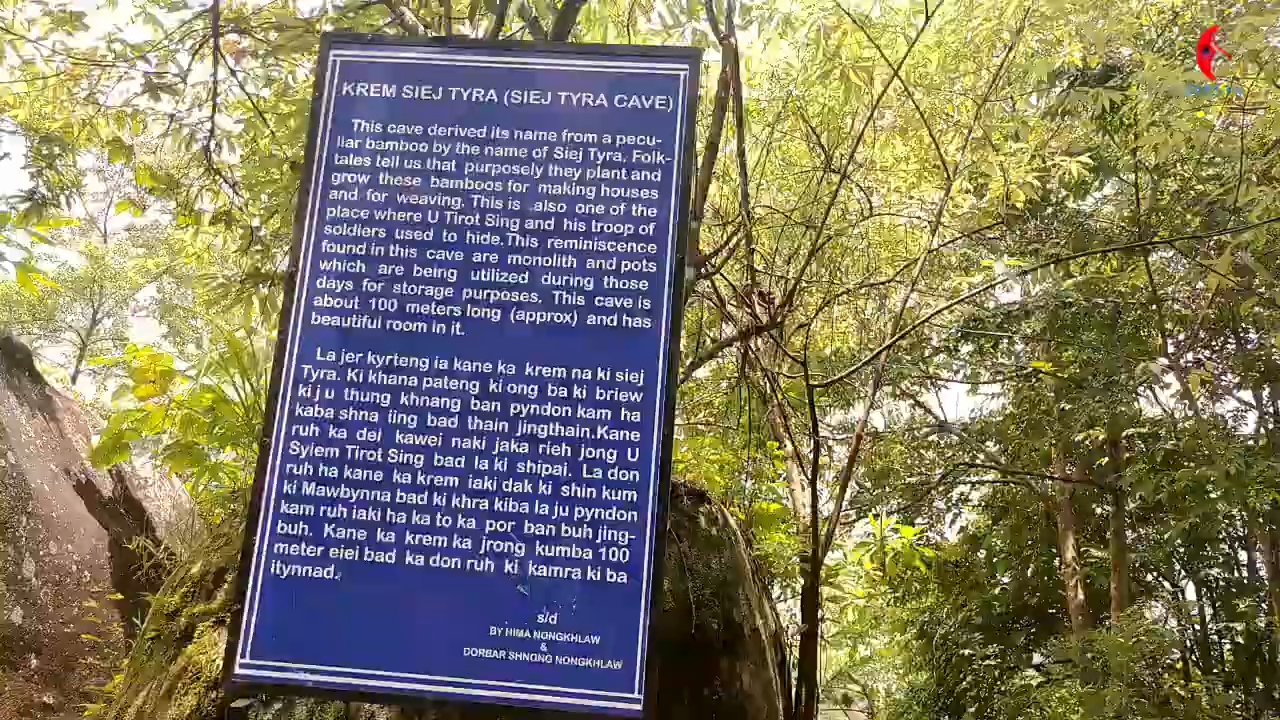 KREM SIEJ TYRA (SIEJ TYRA CAVE)
This cave derived its name from a pecu-
liar bamboo by the name of Siej Tyra. Folk-
tales tell us that purposely they plant and
grow these bamboos for making houses
and for weaving. This is also one of the
place where U Tirot Sing and his troop of
soldiers used to hide.This reminiscence
found in this cave are monolith and pots
which are being utilized during those
days for storage purposes. This cave is
about 100 meters long (approx) and has
beautiful room in it.
La jer kyrteng ia kane ka krem na ki siej
Tyra. Ki khana pateng ki ong ba ki briew
ki j u thung khnang ban pyndon kam ha
kaba shna iing bad thain jingthain.Kane
ruh ka dei kawei naki jaka rieh jong U
Syiem Tirot Sing bad la ki shipai. La don
ruh ha kane ka krem iaki dak ki shin kum
ki Mawbynna bad ki khra kiba la ju pyndon
kam ruh iaki ha ka to ka por ban buh jing-
buh. Kane ka krem ka jrong kumba 100
meter eiei bad ka don ruh ki kamra ki ba
itynnad.
s/d
BY HIMA NONGKHLAW
&
DORBAR SHNONG NONGKHLAW